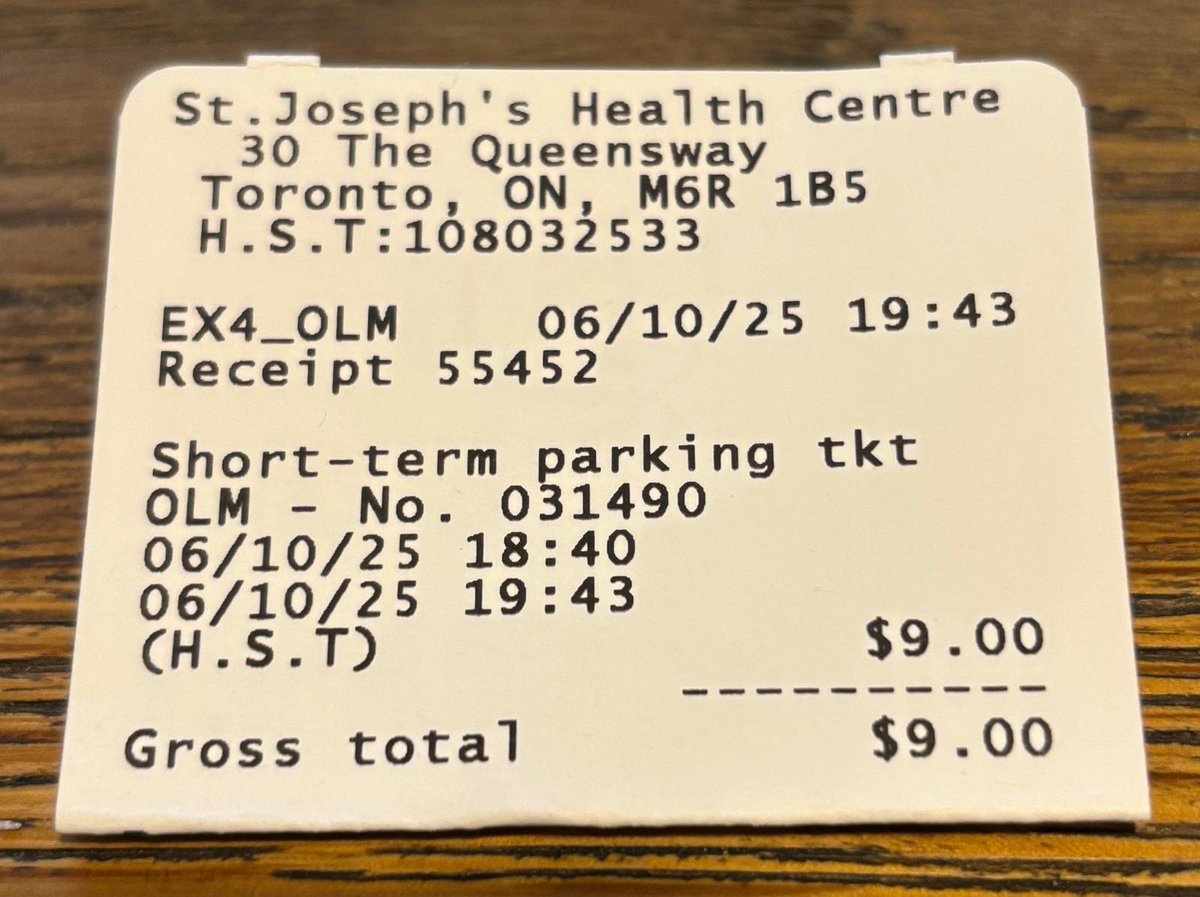 St.Joseph's Health Centre
30 The Queensway
Toronto, ON, M6R 1B5
H.S.T:108032533
EX4_OLM 06/10/25 19:43
Receipt 55452
Short-term parking tkt
OLM - No. 031490
06/10/25 18:40
06/10/25 19:43
(H.S.T) $9.00
----------
Gross total $9.00